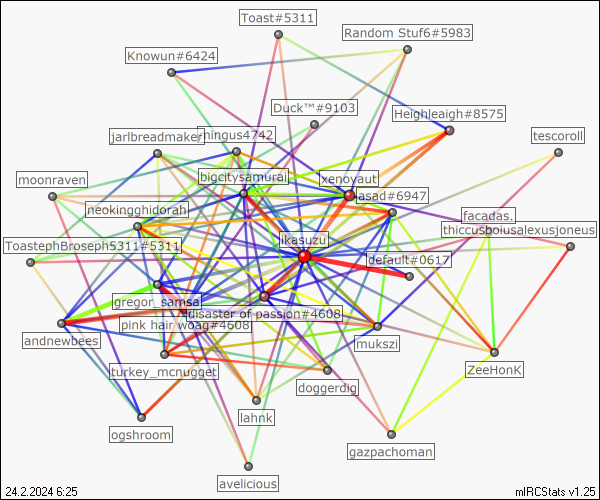 Toast#5311
Random Stuf6#5983
Knowun#6424
Duck™#9103
Heighleaigh#8575
jarlbreadmaker
mingus4742
tescoroll
moonraven
bigcitysamurai
xenoyaut
asad#6947
neokingghidorah
facadas.
thiccusboisalexusjoneus
ToastephBroseph5311#5311
ikasuzu
default#0617
gregor_samsa
disaster of passion#4608
pink hair woag#4608
andnewbees
mukszi
turkey_mcnugget
ZeeHonK
doggerdig
lahnk
ogshroom
gazpachoman
avelicious
24.2.2024 6:25
mIRCStats v1.25